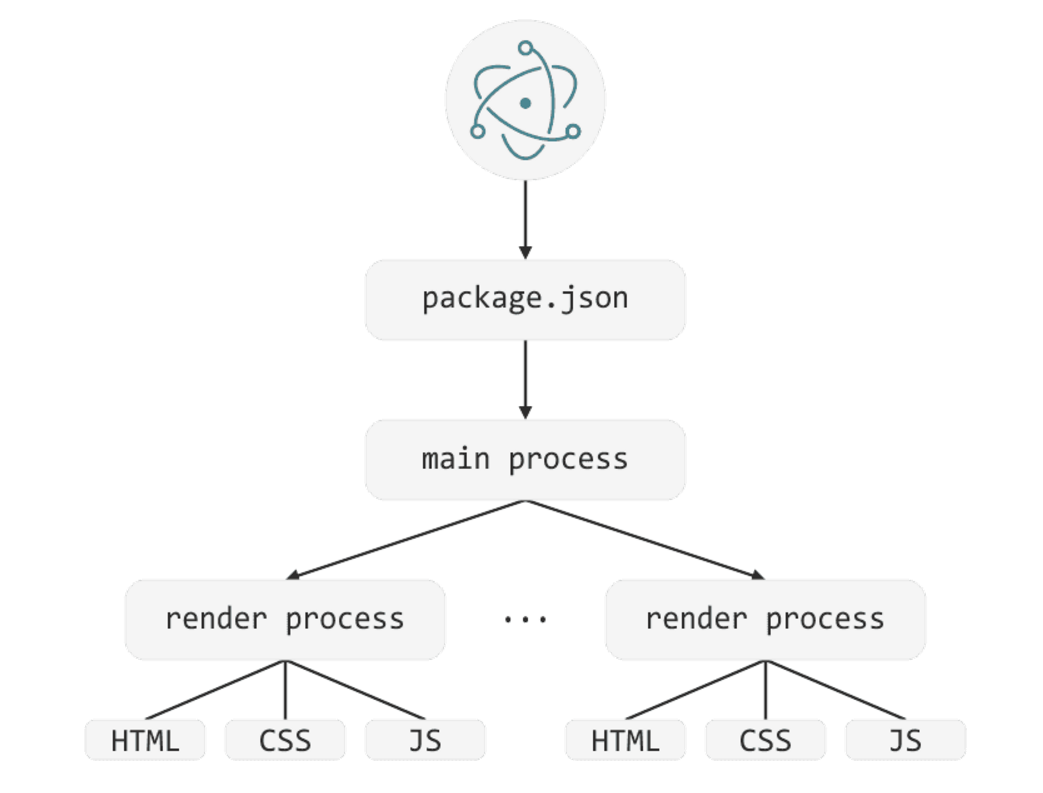 package.json
main process
render process ... render process
HTML CSS JS HTML CSS JS